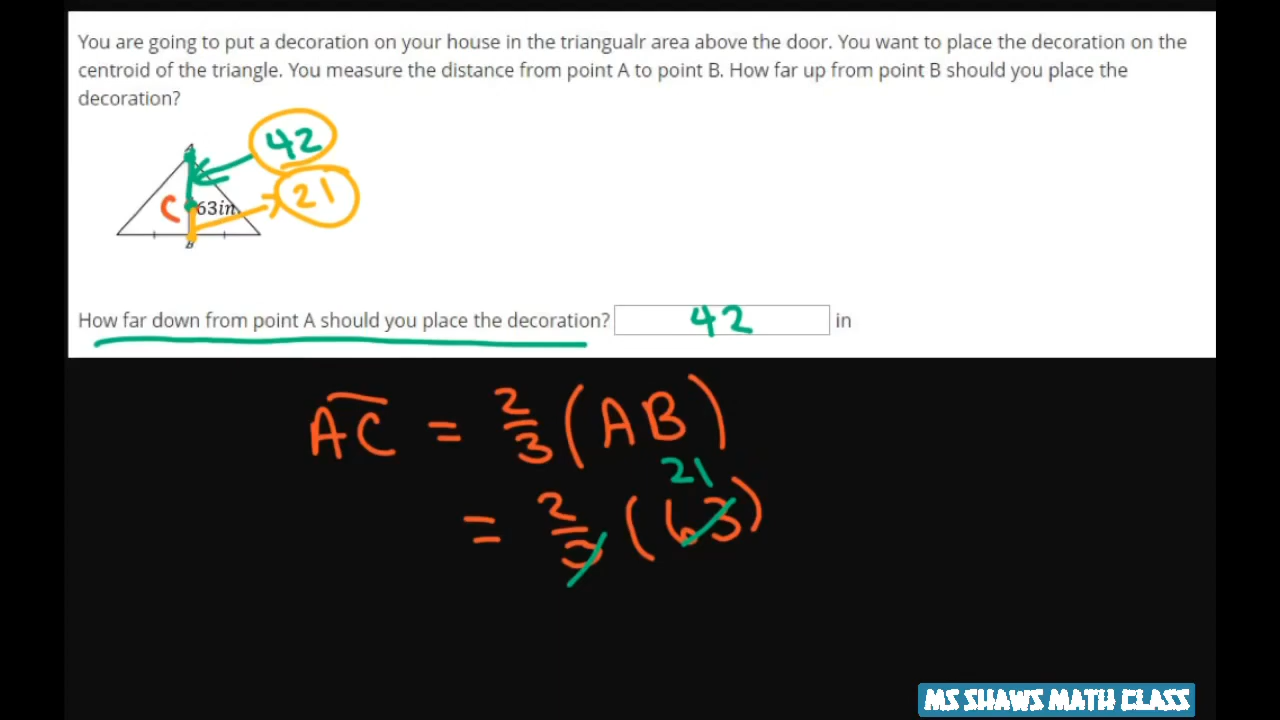 You are going to put a decoration on your house in the triangualr area above the door. You want to place the decoration on the
centroid of the triangle. You measure the distance from point A to point B. How far up from point B should you place the
decoration?
42
A
21
C 63in
B
How far down from point A should you place the decoration? 42 in
AC = 2/3 (AB)
21
= 2/3 (63)
MS SHAWS MATH CLASS